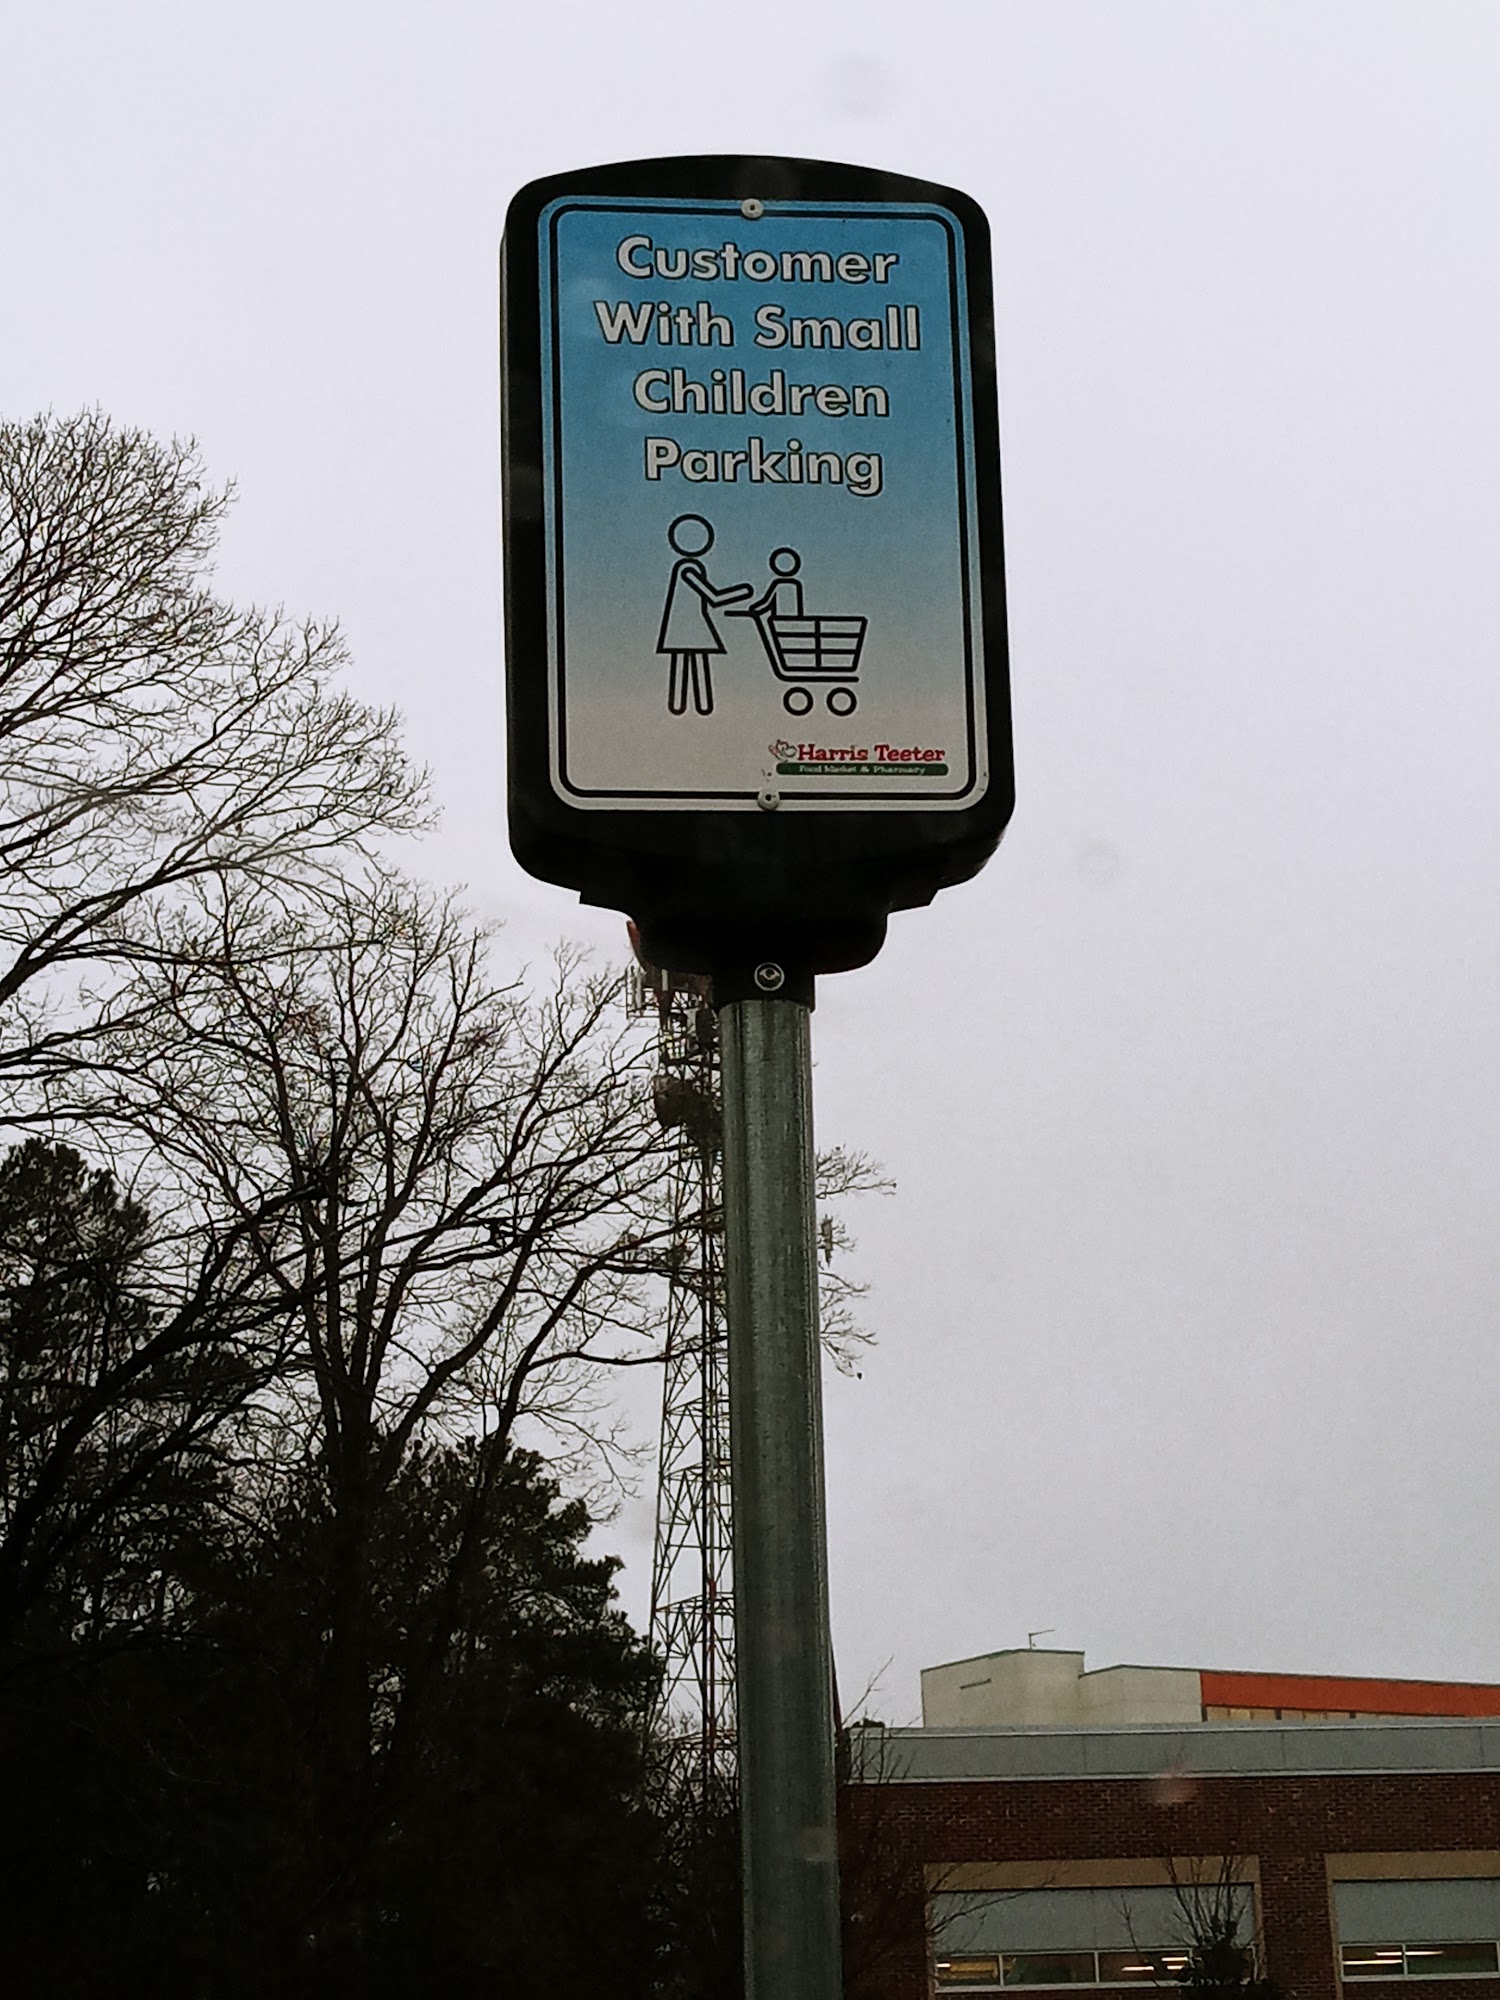 Customer
With Small
Children
Parking
Harris Teeter
Food Market & Pharmacy